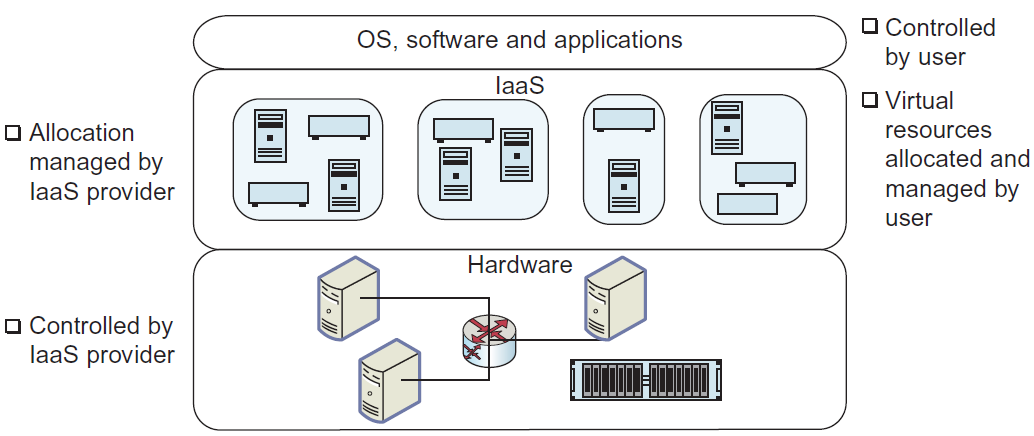 OS, software and applications
❑ Controlled
by user
IaaS
❑ Allocation
managed by
IaaS provider
❑ Virtual
resources
allocated and
managed by
user
Hardware
❑ Controlled by
IaaS provider